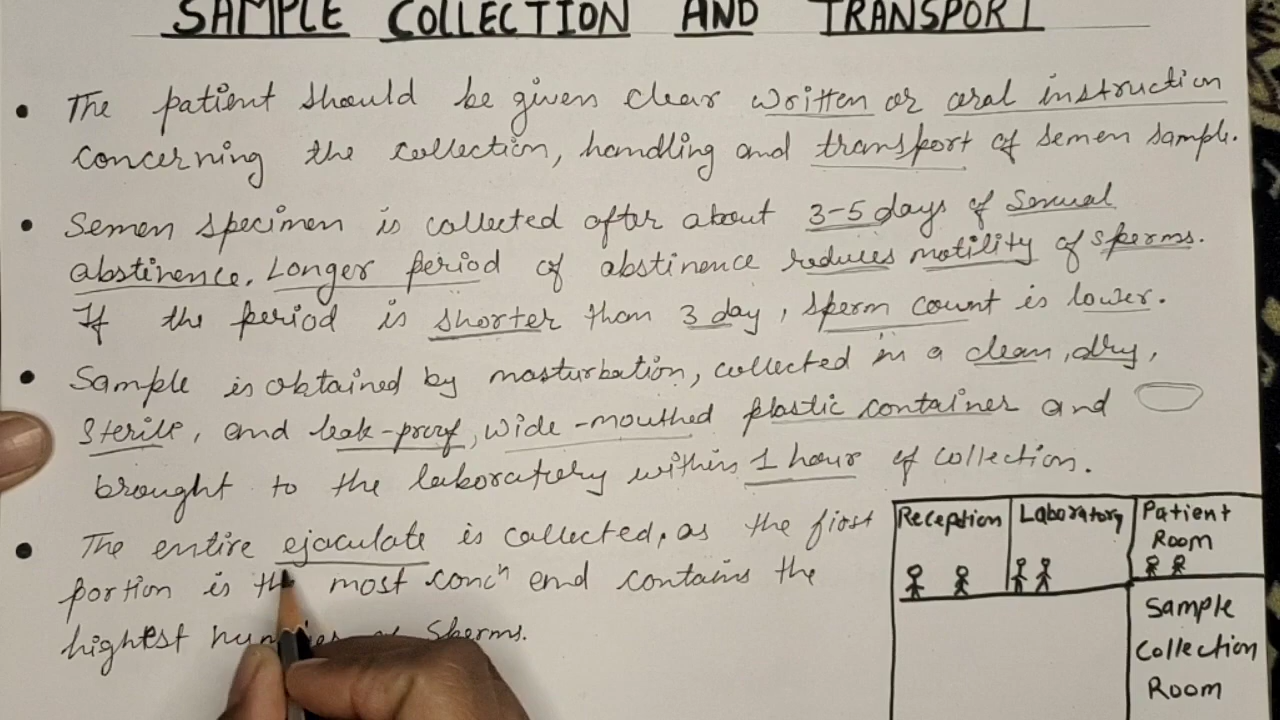 SAMPLE COLLECTION AND TRANSPORT
• The patient should be given clear written or oral instruction
concerning the collection, handling and transport of semen sample.
• Semen specimen is collected after about 3-5 days of Sexual
abstinence. Longer period of abstinence reduces motility of sperms.
If the period is shorter than 3 day, sperm count is lower.
• Sample is obtained by masturbation, collected in a clean, dry,
sterile, and leak-proof, wide-mouthed plastic container and
brought to the laboratory within 1 hour of collection.
• The entire ejaculate is collected, as the first
portion is the most concⁿ and contains the
highest sperms.
Reception
Laboratory
Patient
Room
Sample
Collection
Room